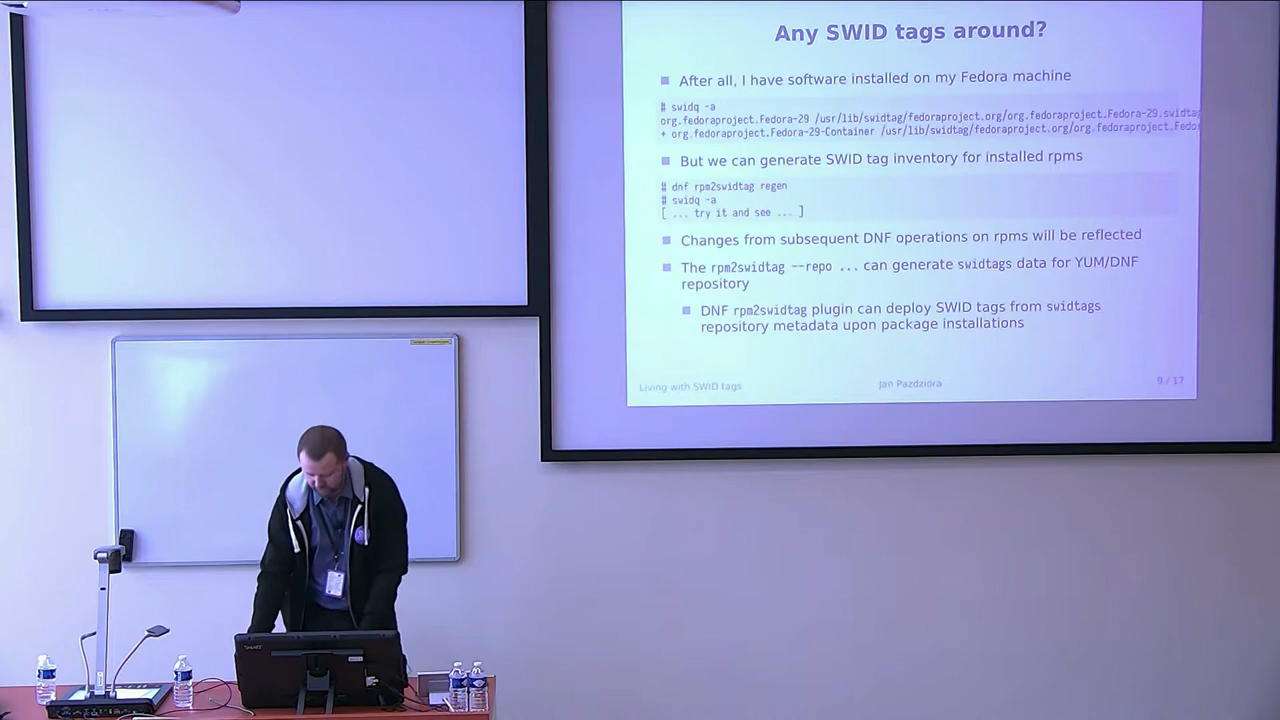 Any SWID tags around?
After all, I have software installed on my Fedora machine
# swidq -a
org.fedoraproject.Fedora-29 /usr/lib/swidtag/fedoraproject.org/org.fedoraproject.Fedora-29.swidtag
+ org.fedoraproject.Fedora-29-Container /usr/lib/swidtag/fedoraproject.org/org.fedoraproject.Fedor
But we can generate SWID tag inventory for installed rpms
# dnf rpm2swidtag regen
# swidq -a
[ ... try it and see ... ]
Changes from subsequent DNF operations on rpms will be reflected
The rpm2swidtag --repo ... can generate swidtags data for YUM/DNF
repository
DNF rpm2swidtag plugin can deploy SWID tags from swidtags
repository metadata upon package installations
Living with SWID tags
Jan Pazdziora
9 / 17